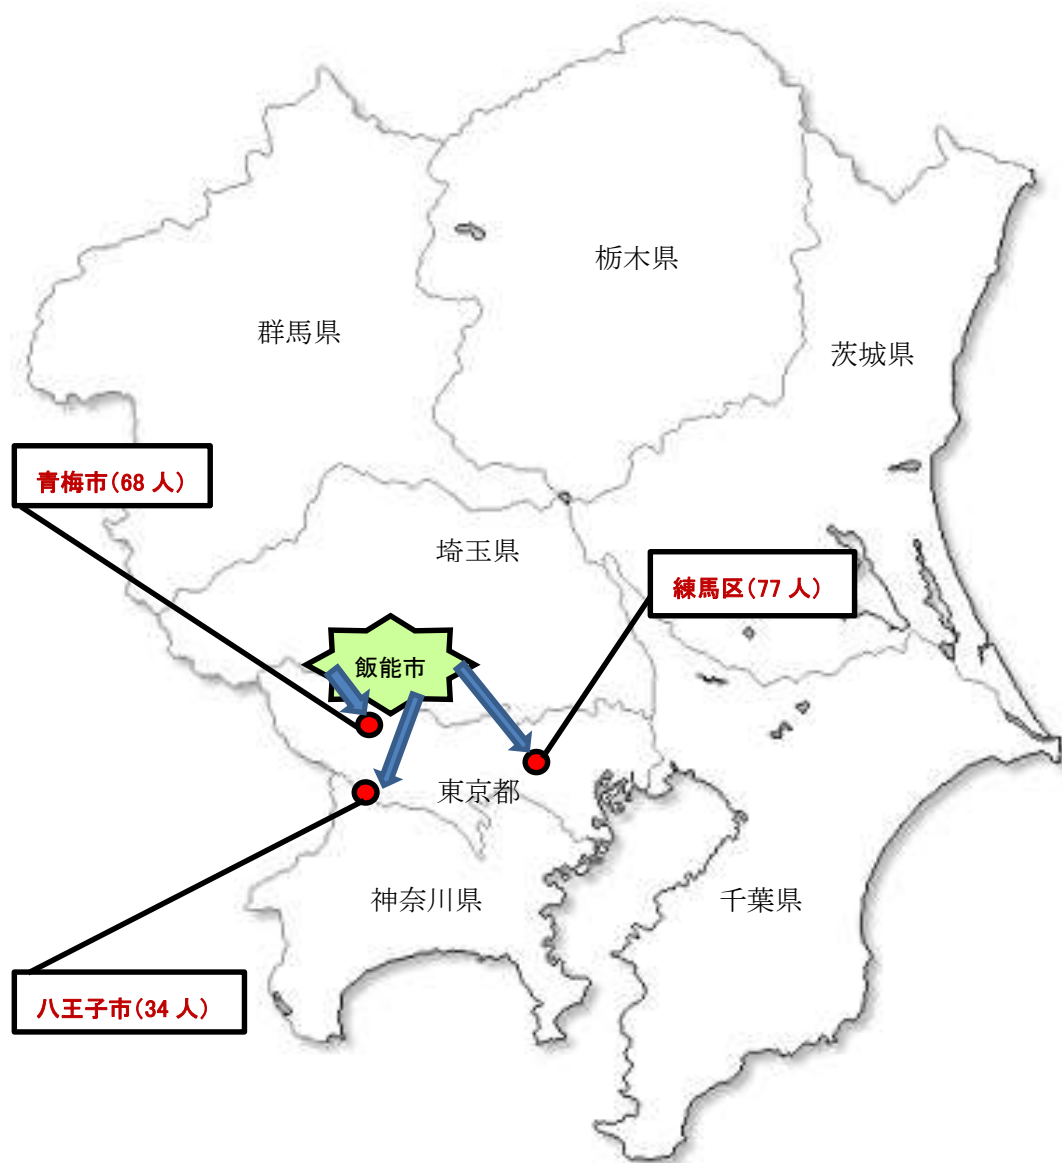 栃木県
群馬県
茨城県
青梅市(68 人)
埼玉県
練馬区(77 人)
飯能市
東京都
神奈川県
千葉県
八王子市(34 人)